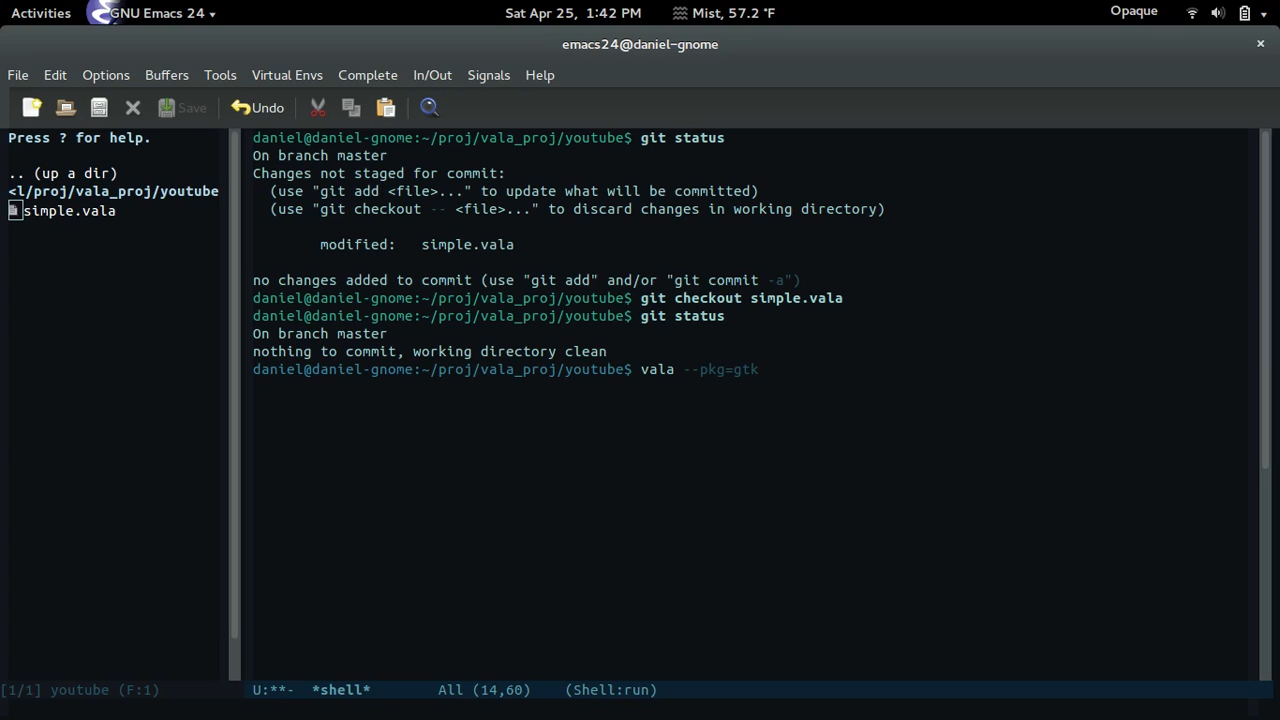 Activities GNU Emacs 24 Sat Apr 25, 1:42 PM Mist, 57.2 °F Opaque
emacs24@daniel-gnome
File Edit Options Buffers Tools Virtual Envs Complete In/Out Signals Help
Save Undo
Press ? for help.
.. (up a dir)
<l/proj/vala_proj/youtube
simple.vala
daniel@daniel-gnome:~/proj/vala_proj/youtube$ git status
On branch master
Changes not staged for commit:
  (use "git add <file>..." to update what will be committed)
  (use "git checkout -- <file>..." to discard changes in working directory)
        modified:   simple.vala
no changes added to commit (use "git add" and/or "git commit -a")
daniel@daniel-gnome:~/proj/vala_proj/youtube$ git checkout simple.vala
daniel@daniel-gnome:~/proj/vala_proj/youtube$ git status
On branch master
nothing to commit, working directory clean
daniel@daniel-gnome:~/proj/vala_proj/youtube$ vala --pkg=gtk
[1/1] youtube (F:1)
U:**-  *shell*        All (14,60)    (Shell:run)